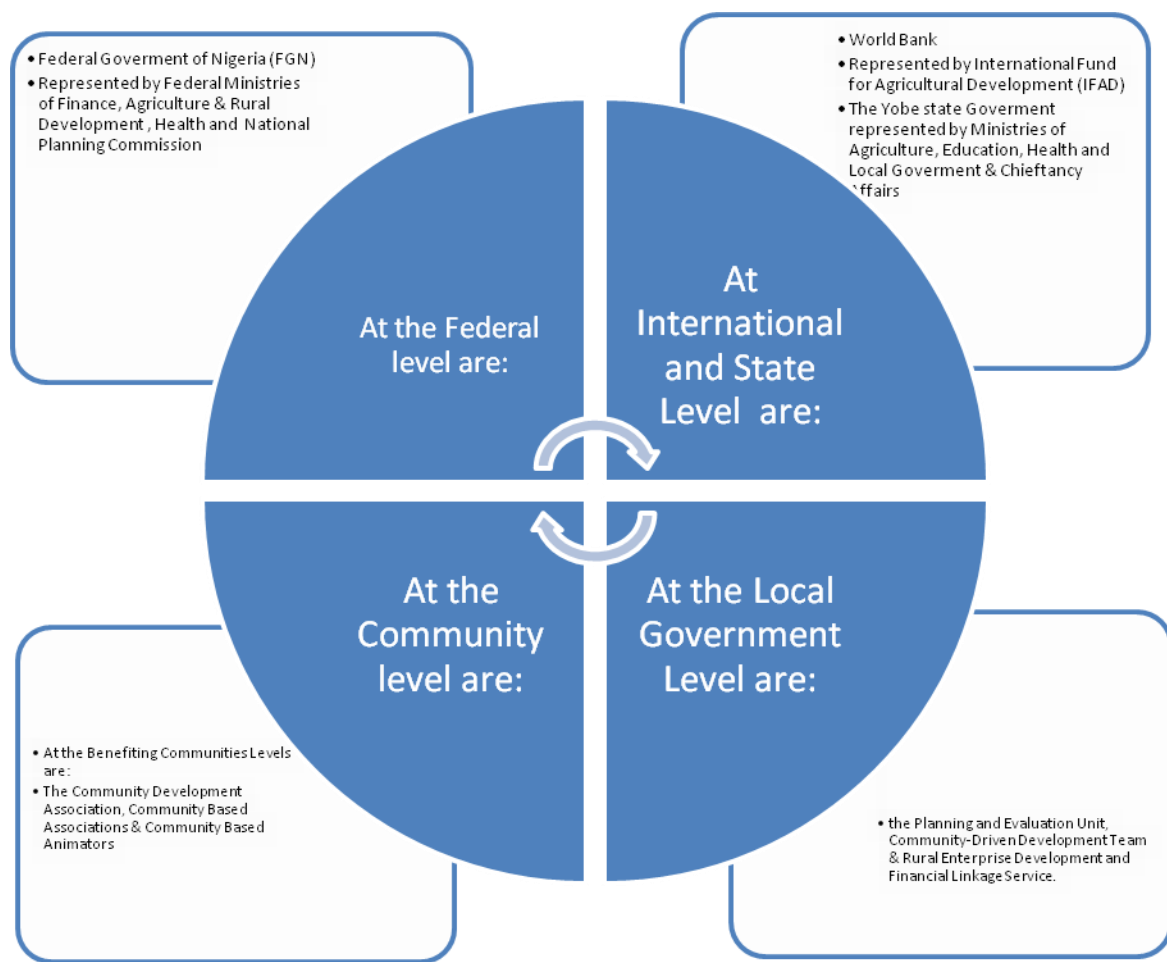 • Federal Goverment of Nigeria (FGN)
• Represented by Federal Ministries
of Finance, Agriculture & Rural
Development , Health and National
Planning Commission
• World Bank
• Represented by International Fund
for Agricultural Development (IFAD)
• The Yobe state Goverment
represented by Ministries of
Agriculture, Education, Health and
Local Goverment & Chieftancy
Affairs
At the Federal
level are:
At
International
and State
Level are:
At the
Community
level are:
At the Local
Government
Level are:
• At the Benefiting Communities Levels
are:
• The Community Development
Association, Community Based
Associations & Community Based
Animators
• the Planning and Evaluation Unit,
Community-Driven Development Team
& Rural Enterprise Development and
Financial Linkage Service.